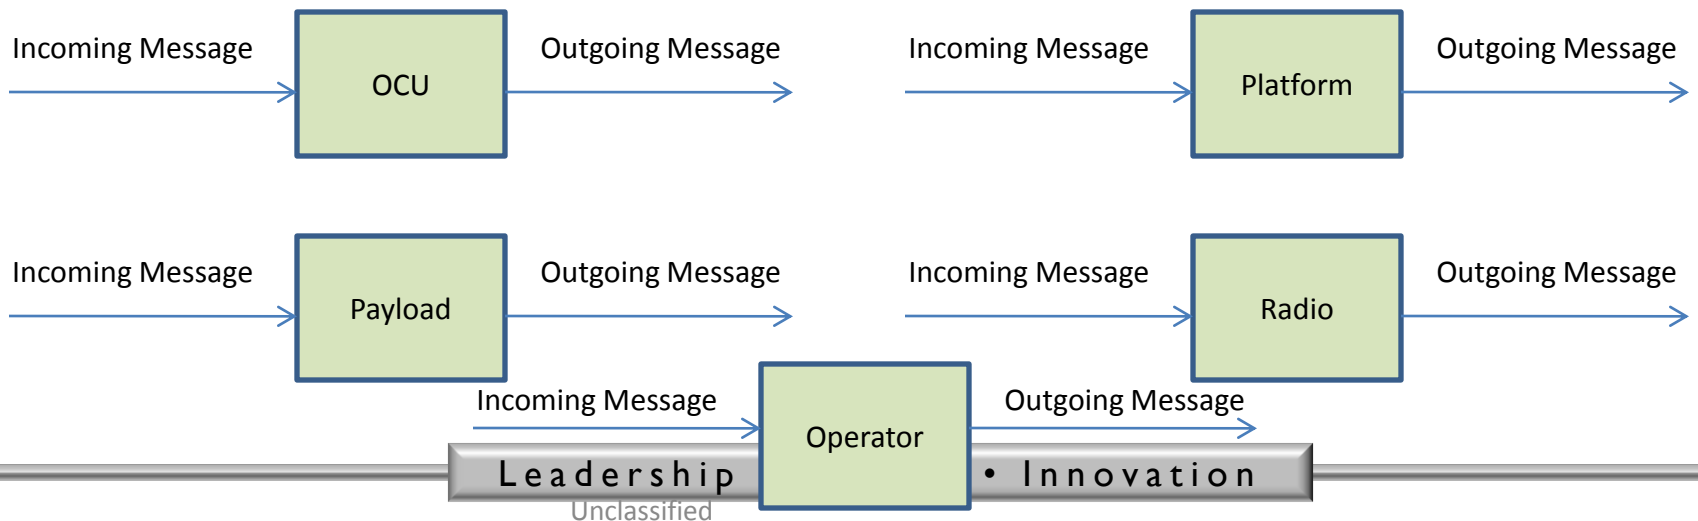 Incoming Message
OCU
Outgoing Message
Incoming Message
Platform
Outgoing Message
Incoming Message
Payload
Outgoing Message
Incoming Message
Radio
Outgoing Message
Incoming Message
Operator
Outgoing Message
Leadership • Innovation
Unclassified